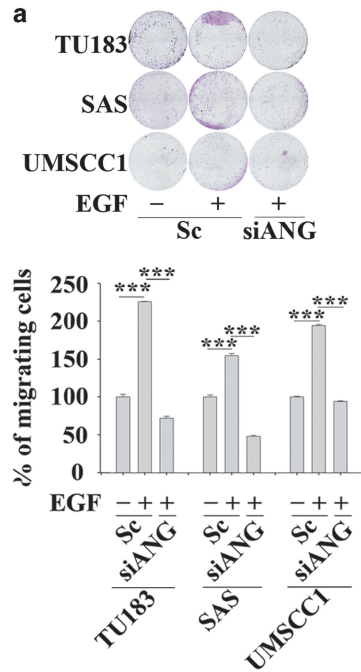 a
TU183
SAS
UMSCC1
EGF − + +
Sc siANG
% of migrating cells
250
200
150
100
50
0
*** *** *** *** *** ***
EGF − + + − + + − + +
Sc siANG Sc siANG Sc siANG
TU183 SAS UMSCC1